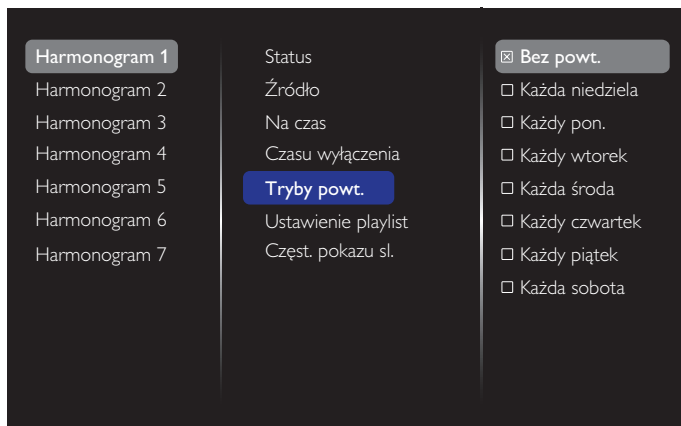 Harmonogram 1
Harmonogram 2
Harmonogram 3
Harmonogram 4
Harmonogram 5
Harmonogram 6
Harmonogram 7
Status
Źródło
Na czas
Czasu wyłączenia
Tryby powt.
Ustawienie playlist
Częst. pokazu sl.
Bez powt.
Każda niedziela
Każdy pon.
Każdy wtorek
Każda środa
Każdy czwartek
Każdy piątek
Każda sobota